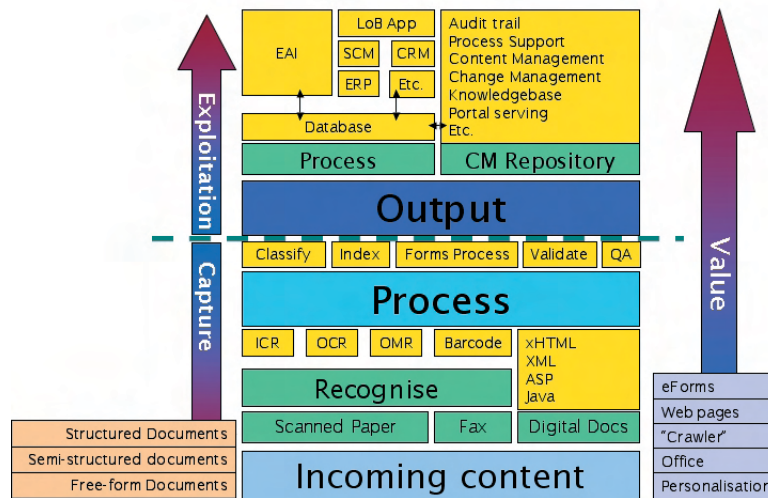 LoB App
EAI
SCM
CRM
ERP
Etc.
Database
Audit trail
Process Support
Content Management
Change Management
Knowledgebase
Portal serving
Etc.
Process
CM Repository
Exploitation
Output
Classify
Index
Forms Process
Validate
QA
Capture
Process
Value
ICR
OCR
OMR
Barcode
xHTML
XML
ASP
Java
Recognise
Scanned Paper
Fax
Digital Docs
Structured Documents
Semi-structured documents
Free-form Documents
Incoming content
eForms
Web pages
"Crawler"
Office
Personalisation